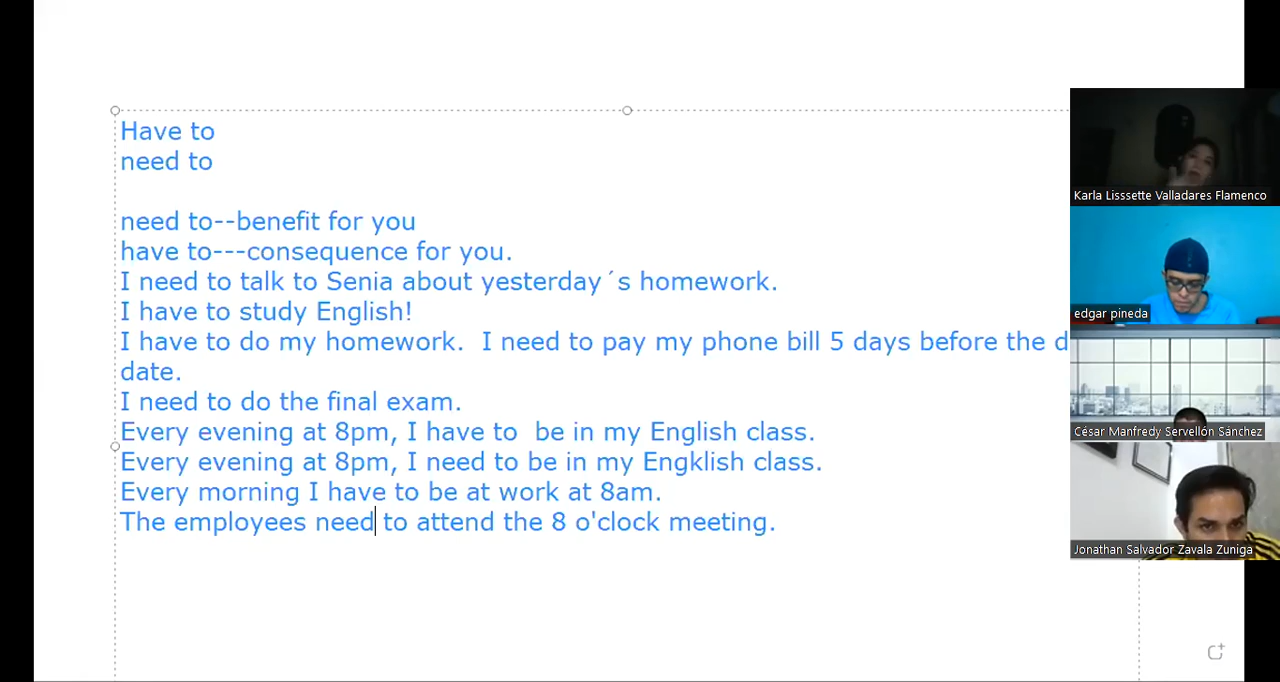 Have to
need to
need to--benefit for you
have to---consequence for you.
I need to talk to Senia about yesterday´s homework.
I have to study English!
I have to do my homework.  I need to pay my phone bill 5 days before the
date.
I need to do the final exam.
Every evening at 8pm, I have to  be in my English class.
Every evening at 8pm, I need to be in my Engklish class.
Every morning I have to be at work at 8am.
The employees need to attend the 8 o'clock meeting.
Karla Lisssette Valladares Flamenco
edgar pineda
César Manfredy Servellón Sánchez
Jonathan Salvador Zavala Zuniga